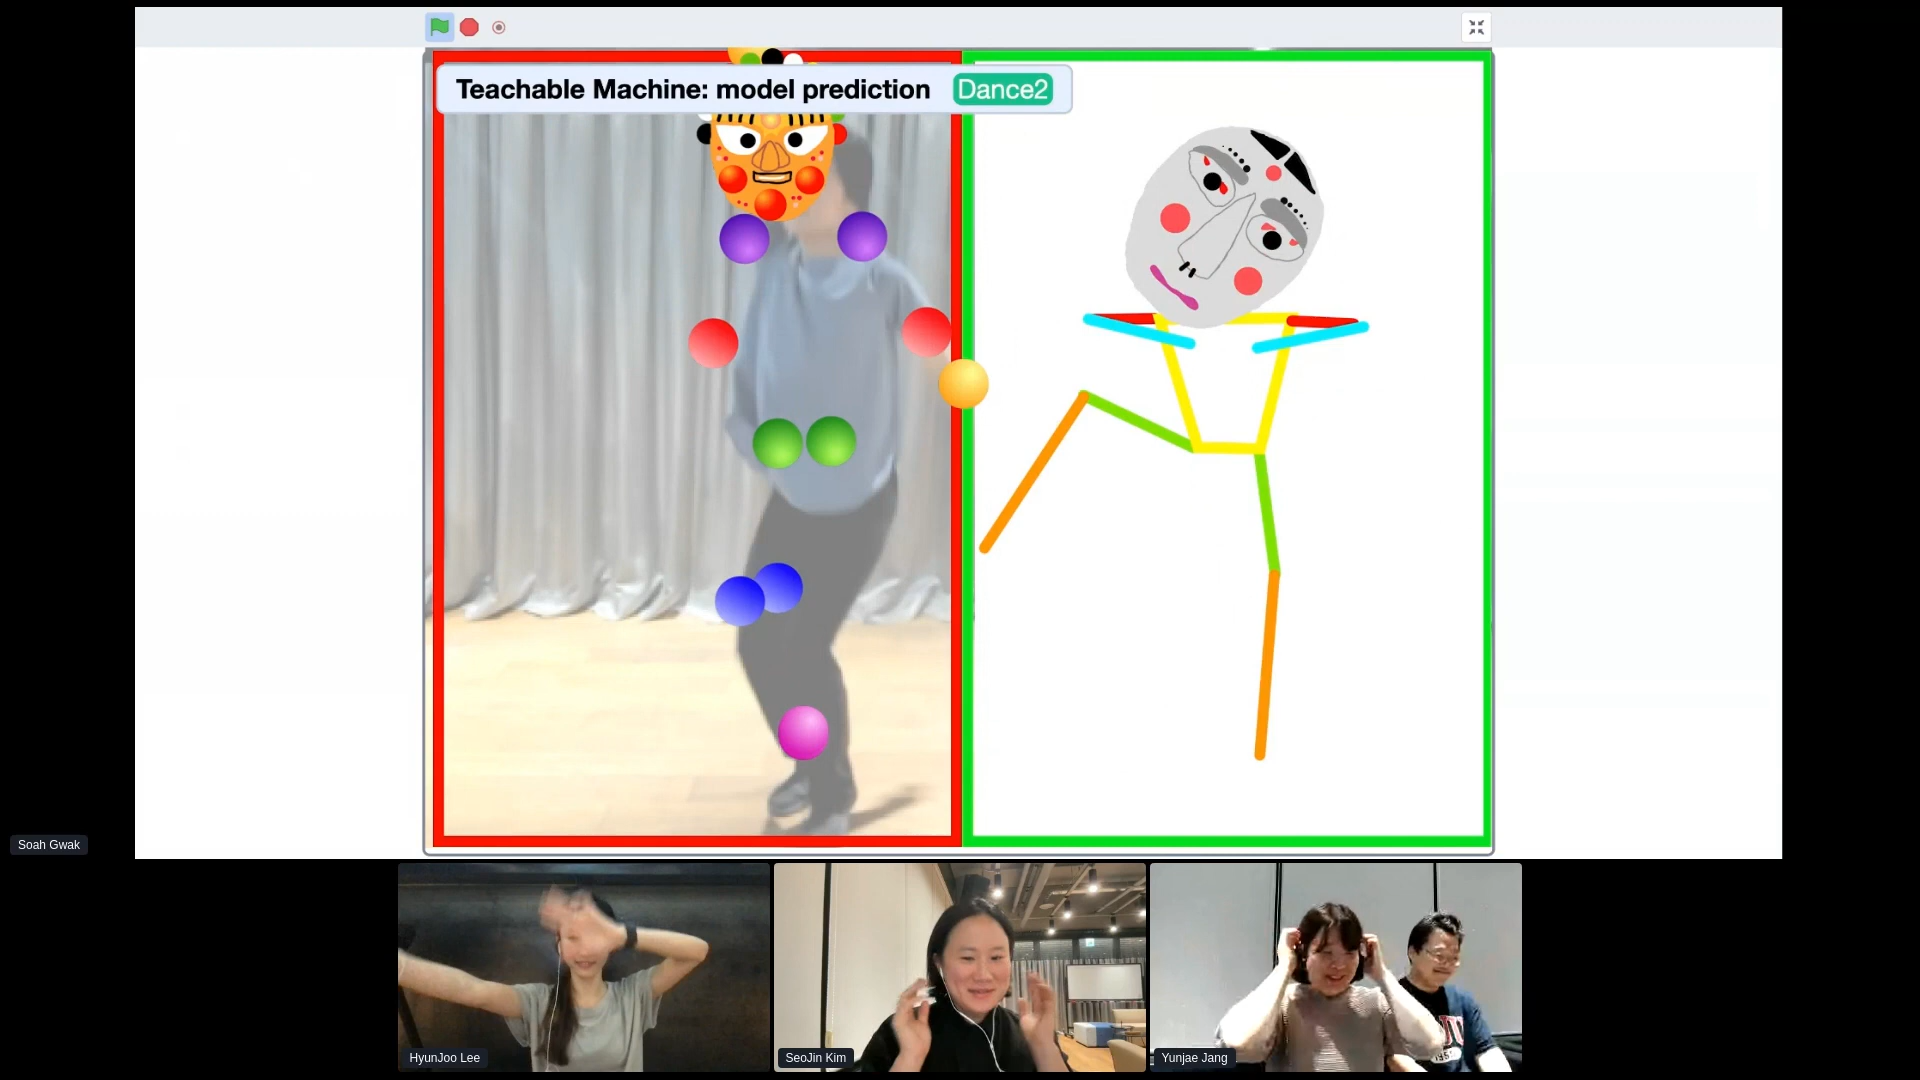 Teachable Machine: model prediction Dance2
Soah Gwak
HyunJoo Lee
SeoJin Kim
Yunjae Jang